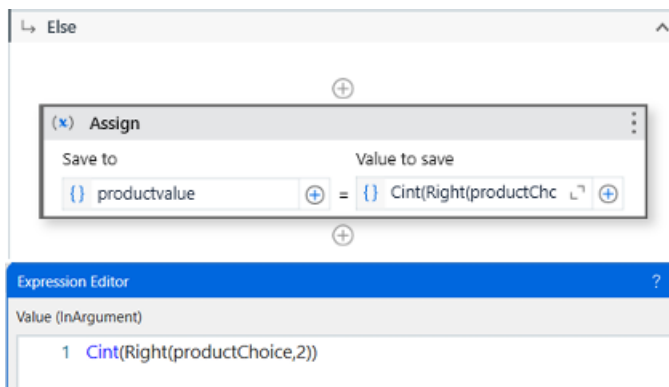 Else
(x) Assign
Save to Value to save
{} productvalue = {} Cint(Right(productChc
Expression Editor ?
Value (InArgument)
1 Cint(Right(productChoice,2))